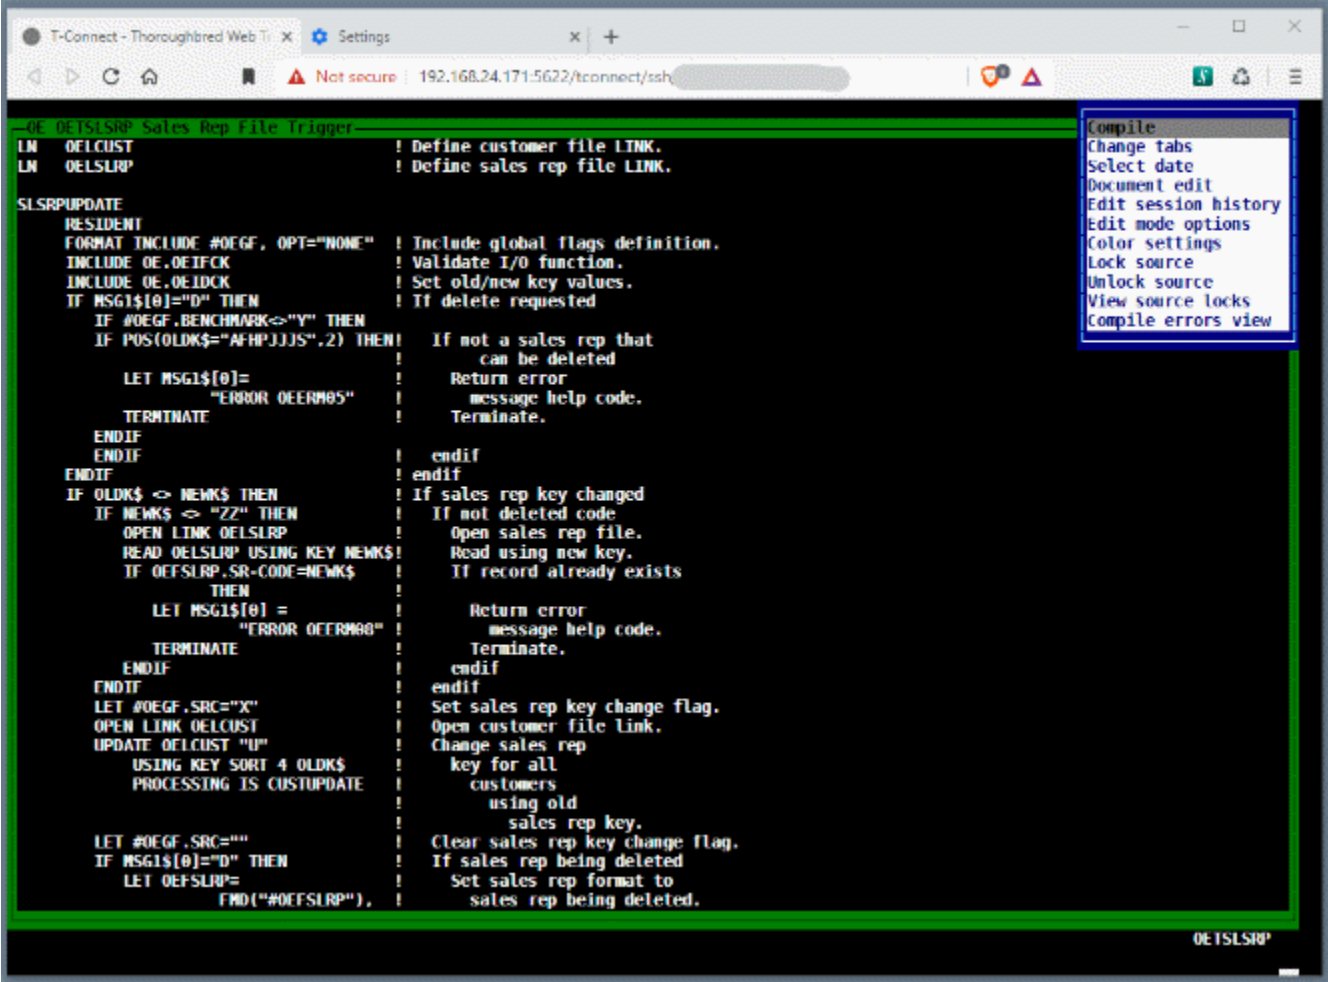 T-Connect - Thoroughbred Web T
Settings
Not secure
192.168.24.171:5622/tconnect/ssh
OE OETSLSRP Sales Rep File Trigger
LN OELCUST ! Define customer file LINK.
LN OELSLRP ! Define sales rep file LINK.
SLSRPUPDATE
RESIDENT
FORMAT INCLUDE #OEGF, OPT="NONE" ! Include global flags definition.
INCLUDE OE.OEIFCK ! Validate I/O function.
INCLUDE OE.OEIDCK ! Set old/new key values.
IF MSG1$[0]="D" THEN ! If delete requested
IF #OEGF.BENCHMARK<>"Y" THEN
IF POS(OLDK$="AFHPJJJS",2) THEN! If not a sales rep that
! can be deleted
LET MSG1$[0]= ! Return error
"ERROR OEERM05" ! message help code.
TERMINATE ! Terminate.
ENDIF
ENDIF ! endif
ENDIF ! endif
IF OLDK$ <> NEWK$ THEN ! If sales rep key changed
IF NEWK$ <> "ZZ" THEN ! If not deleted code
OPEN LINK OELSLRP ! Open sales rep file.
READ OELSLRP USING KEY NEWK$! Read using new key.
IF OEFSLRP.SR-CODE=NEWK$ ! If record already exists
THEN !
LET MSG1$[0] = ! Return error
"ERROR OEERM08" ! message help code.
TERMINATE ! Terminate.
ENDIF ! endif
ENDIF ! endif
LET #OEGF.SRC="X" ! Set sales rep key change flag.
OPEN LINK OELCUST ! Open customer file link.
UPDATE OELCUST "U" ! Change sales rep
USING KEY SORT 4 OLDK$ ! key for all
PROCESSING IS CUSTUPDATE ! customers
! using old
! sales rep key.
LET #OEGF.SRC="" ! Clear sales rep key change flag.
IF MSG1$[0]="D" THEN ! If sales rep being deleted
LET OEFSLRP= ! Set sales rep format to
FMD("#OEFSLRP"), ! sales rep being deleted.
Compile
Change tabs
Select date
Document edit
Edit session history
Edit mode options
Color settings
Lock source
Unlock source
View source locks
Compile errors view
OETSLSRP